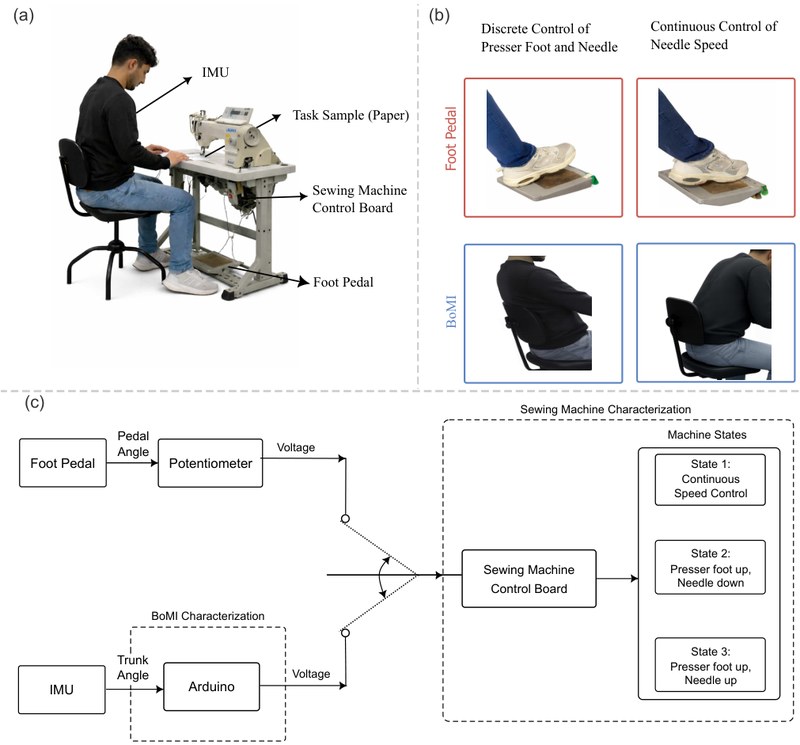 (a)
IMU
Task Sample (Paper)
Sewing Machine
Control Board
Foot Pedal
(b)
Discrete Control of
Presser Foot and Needle
Continuous Control of
Needle Speed
Foot Pedal
BoMI
(c)
Foot Pedal
Pedal
Angle
Potentiometer
Voltage
IMU
Trunk
Angle
BoMI Characterization
Arduino
Voltage
Sewing Machine Characterization
Sewing Machine
Control Board
Machine States
State 1:
Continuous
Speed Control
State 2:
Presser foot up,
Needle down
State 3:
Presser foot up,
Needle up